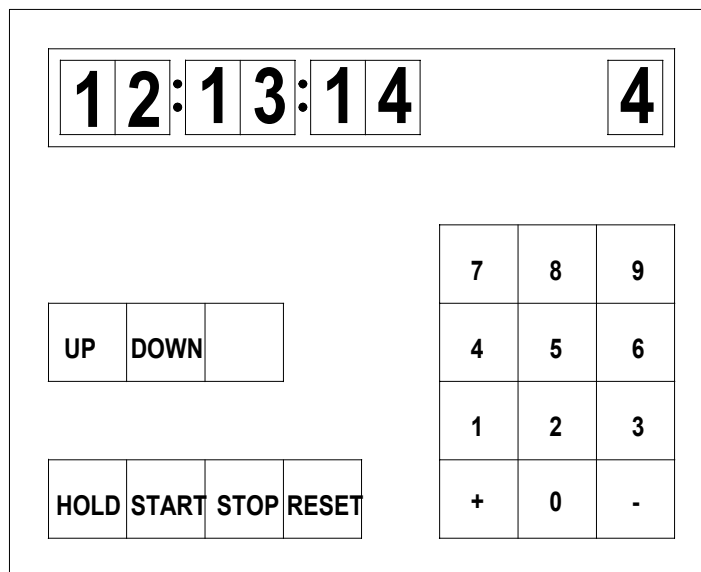 12:13:14 4
7 8 9
UP DOWN 4 5 6
1 2 3
HOLD START STOP RESET + 0 -